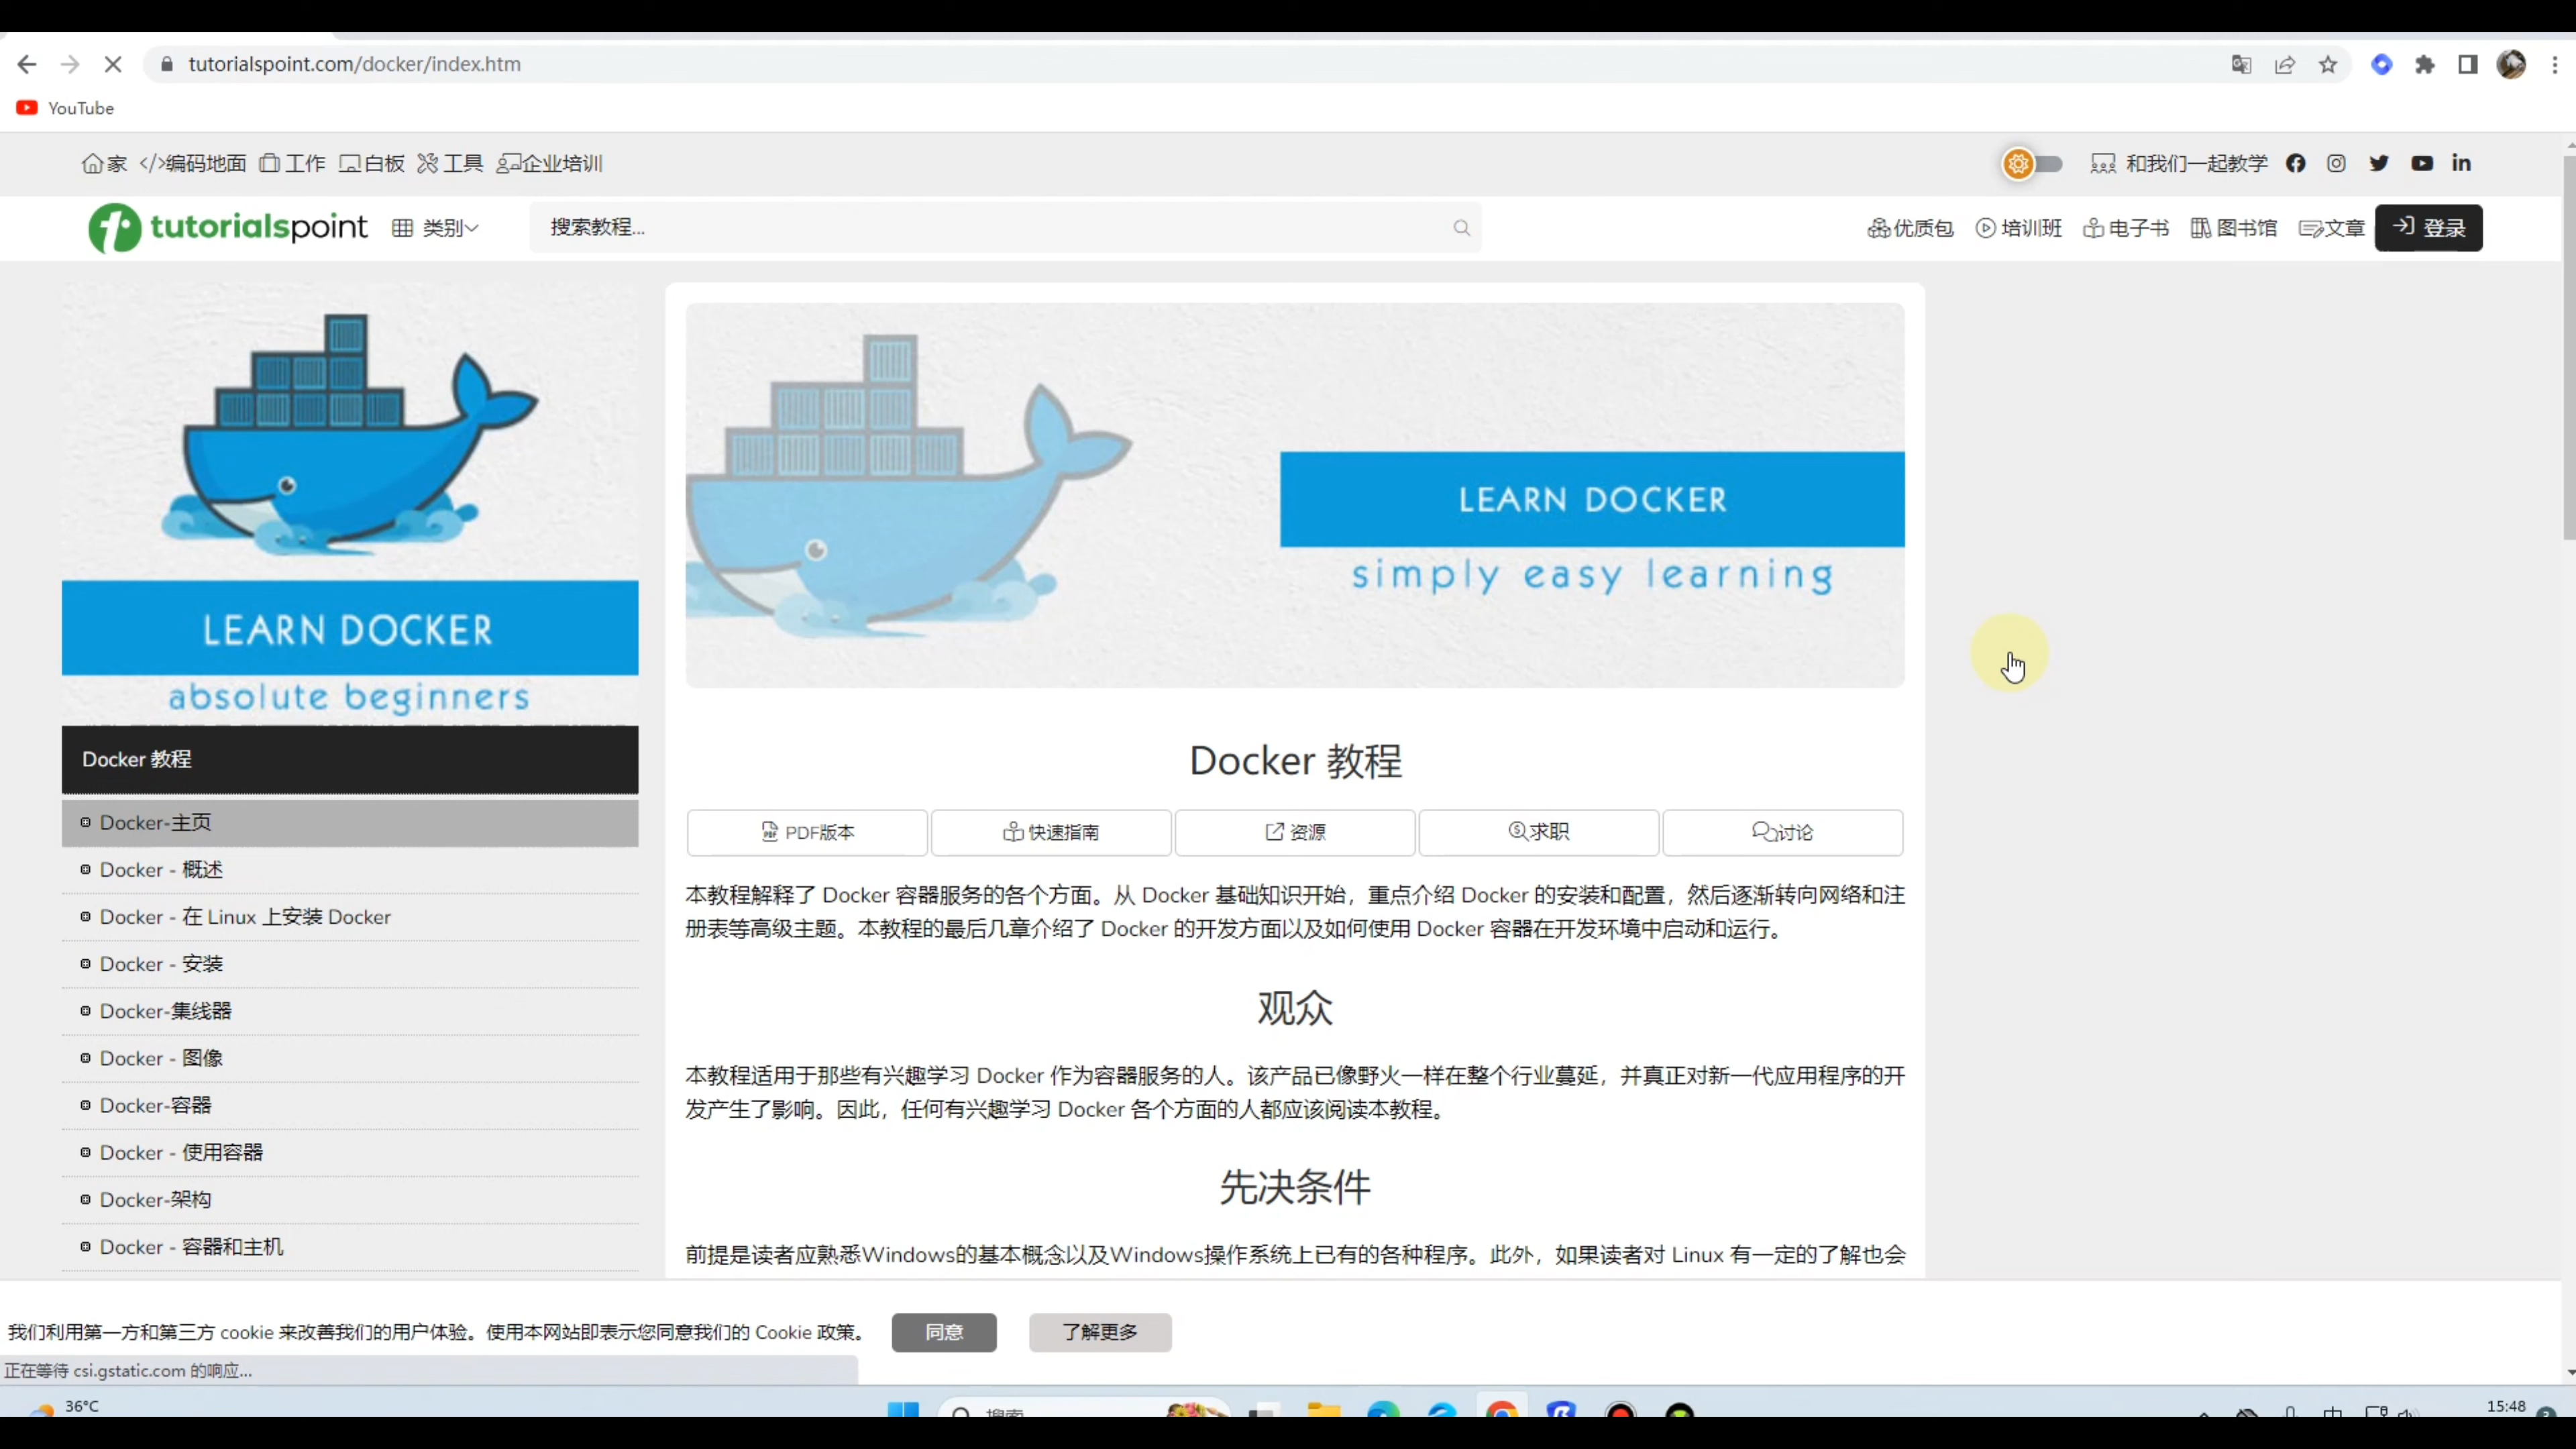 tutorialspoint.com/docker/index.htm
YouTube
家 </>编码地面 工作 白板 工具 企业培训
和我们一起教学
tutorialspoint 类别 搜索教程... 优质包 培训班 电子书 图书馆 文章 登录
LEARN DOCKER
absolute beginners
LEARN DOCKER
simply easy learning
Docker 教程
Docker-主页
Docker - 概述
Docker - 在 Linux 上安装 Docker
Docker - 安装
Docker-集线器
Docker - 图像
Docker-容器
Docker - 使用容器
Docker-架构
Docker - 容器和主机
Docker 教程
PDF版本 快速指南 资源 求职 讨论
本教程解释了 Docker 容器服务的各个方面。从 Docker 基础知识开始，重点介绍 Docker 的安装和配置，然后逐渐转向网络和注
册表等高级主题。本教程的最后几章介绍了 Docker 的开发方面以及如何使用 Docker 容器在开发环境中启动和运行。
观众
本教程适用于那些有兴趣学习 Docker 作为容器服务的人。该产品已像野火一样在整个行业蔓延，并真正对新一代应用程序的开
发产生了影响。因此，任何有兴趣学习 Docker 各个方面的人都应该阅读本教程。
先决条件
前提是读者应熟悉Windows的基本概念以及Windows操作系统上已有的各种程序。此外，如果读者对 Linux 有一定的了解也会
我们利用第一方和第三方 cookie 来改善我们的用户体验。使用本网站即表示您同意我们的 Cookie 政策。 同意 了解更多
正在等待 csi.gstatic.com 的响应...
36°C 搜索 中 15:48